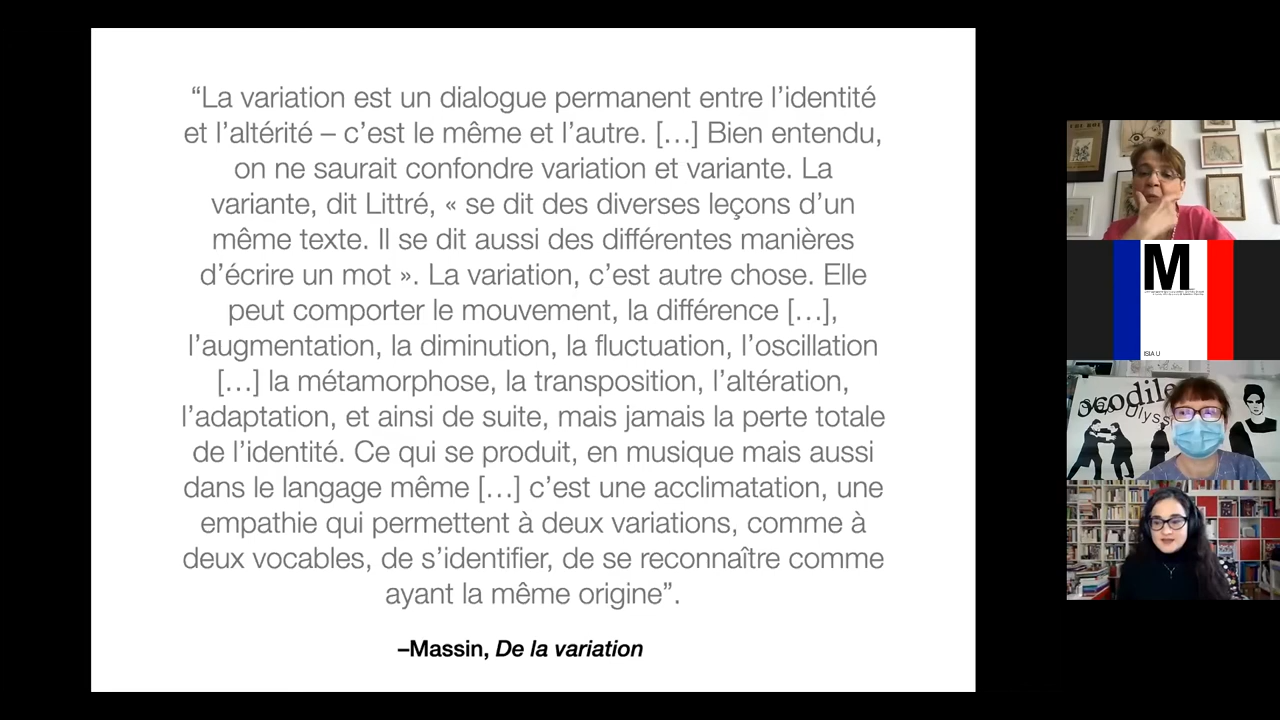 “La variation est un dialogue permanent entre l’identité
et l’altérité – c’est le même et l’autre. […] Bien entendu,
on ne saurait confondre variation et variante. La
variante, dit Littré, « se dit des diverses leçons d’un
même texte. Il se dit aussi des différentes manières
d’écrire un mot ». La variation, c’est autre chose. Elle
peut comporter le mouvement, la différence […],
l’augmentation, la diminution, la fluctuation, l’oscillation
[…] la métamorphose, la transposition, l’altération,
l’adaptation, et ainsi de suite, mais jamais la perte totale
de l’identité. Ce qui se produit, en musique mais aussi
dans le langage même […] c’est une acclimatation, une
empathie qui permettent à deux variations, comme à
deux vocables, de s’identifier, de se reconnaître comme
ayant la même origine”.
–Massin, De la variation
M
ISIA U
ocodile
lyss